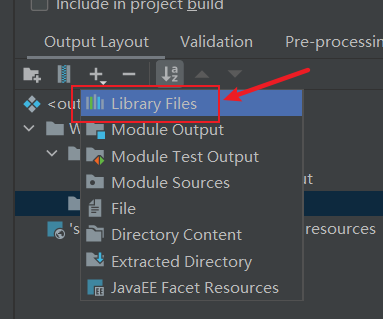 Include in project build
Output Layout Validation Pre-processin
<out
Library Files
W
Module Output
Module Test Output
ut
Module Sources
File
's
resources
Directory Content
Extracted Directory
JavaEE Facet Resources